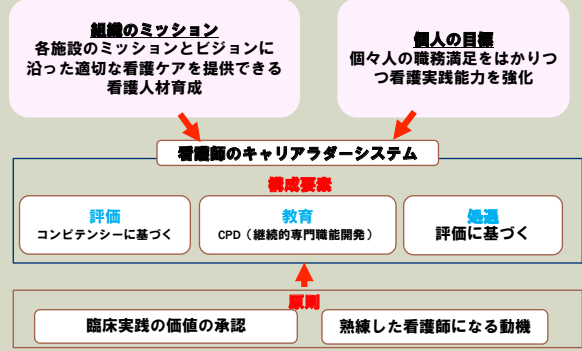 組織のミッション
各施設のミッションとビジョンに
沿った適切な看護ケアを提供できる
看護人材育成
個人の目標
個々人の職務満足をはかりつ
つ看護実践能力を強化
看護師のキャリアラダーシステム
構成要素
評価
コンピテンシーに基づく
教育
CPD（継続的専門職能開発）
処遇
評価に基づく
原則
臨床実践の価値の承認
熟練した看護師になる動機